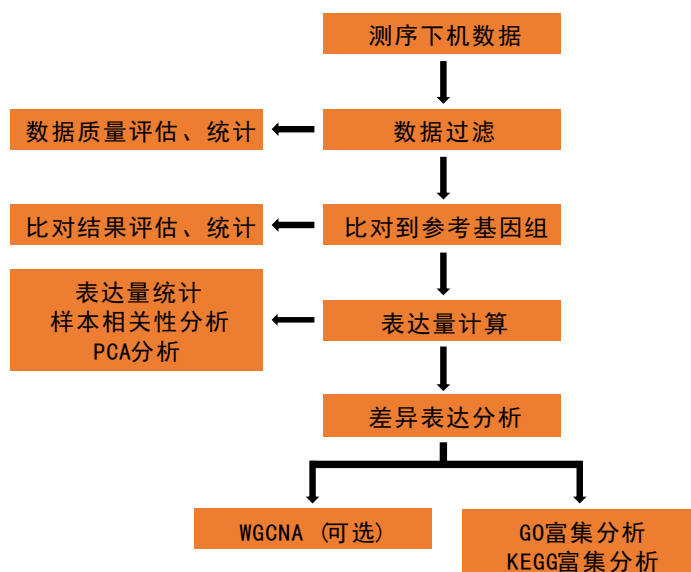 测序下机数据
数据质量评估、统计
数据过滤
比对结果评估、统计
比对到参考基因组
表达量统计
样本相关性分析
PCA分析
表达量计算
差异表达分析
WGCNA (可选)
GO富集分析
KEGG富集分析